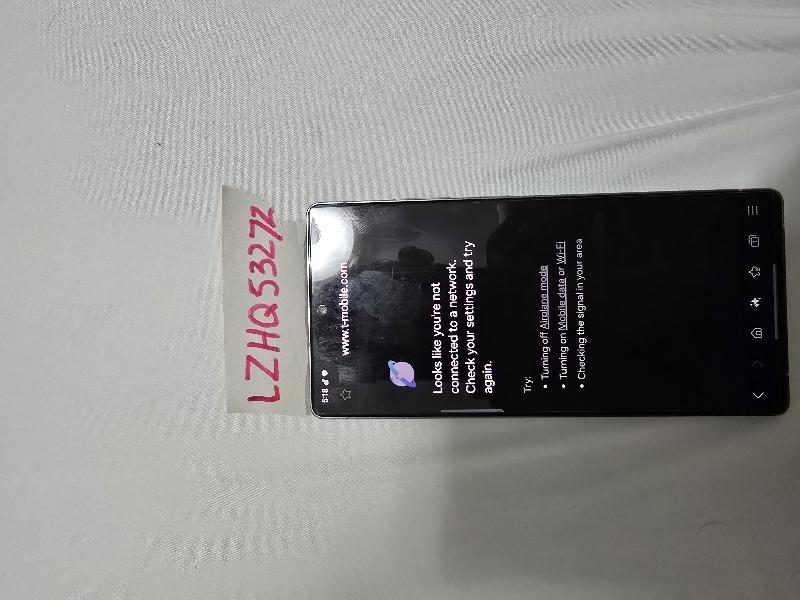 LZHQ5327Z
5:18
www.t-mobile.com
Looks like you're not
connected to a network.
Check your settings and try
again.
Try:
• Turning off Airplane mode
• Turning on Mobile data or Wi-Fi
• Checking the signal in your area